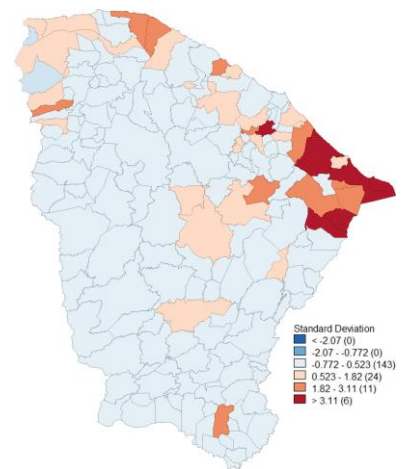 Standard Deviation
< -2.07 (0)
-2.07 - -0.772 (0)
-0.772 - 0.523 (143)
0.523 - 1.82 (24)
1.82 - 3.11 (11)
> 3.11 (6)